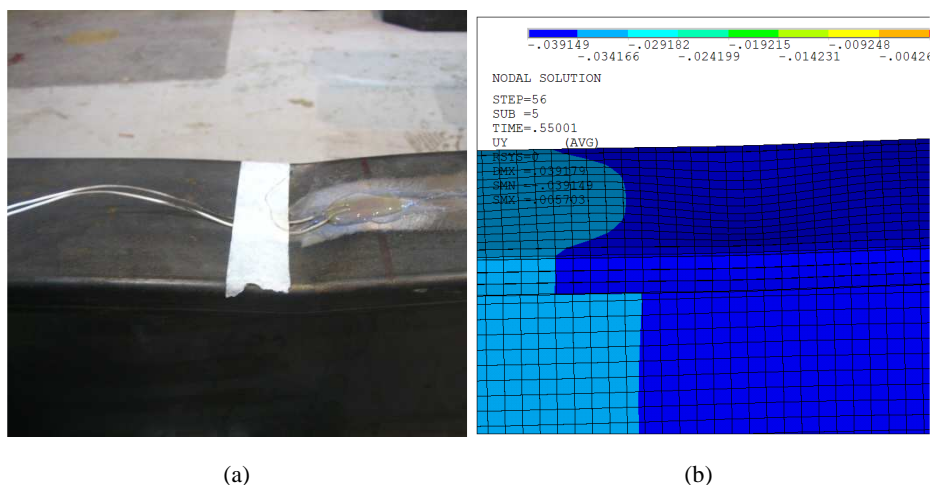 -.039149 -.029182 -.019215 -.009248
-.034166 -.024199 -.014231 -.00426
NODAL SOLUTION
STEP=56
SUB =5
TIME=.55001
UY (AVG)
RSYS=0
DMX =.039179
SMN =-.039149
SMX =.005703
(a) (b)